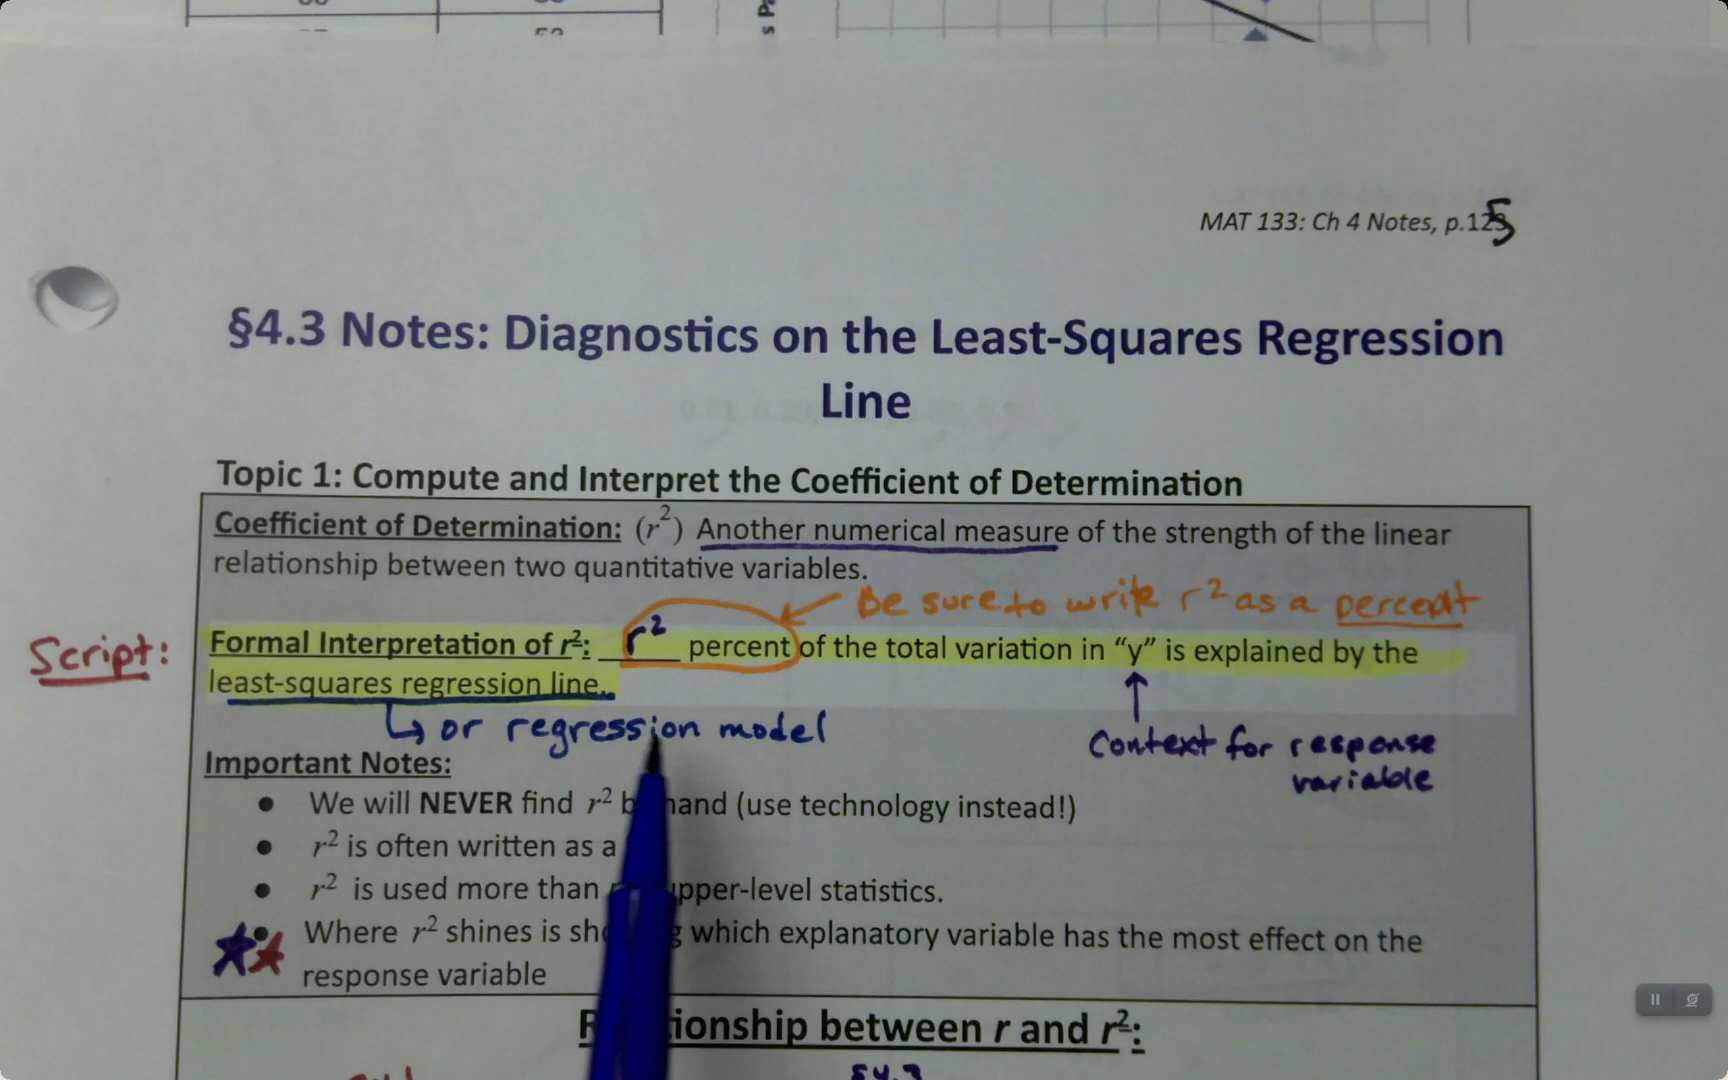 s P
MAT 133: Ch 4 Notes, p.125
§4.3 Notes: Diagnostics on the Least-Squares Regression
Line
Topic 1: Compute and Interpret the Coefficient of Determination
Coefficient of Determination: (r²) Another numerical measure of the strength of the linear
relationship between two quantitative variables.
Be sure to write r² as a percent
Script:
Formal Interpretation of r²: r² percent of the total variation in “y” is explained by the
least-squares regression line.
or regression model
Context for response
variable
Important Notes:
• We will NEVER find r² hand (use technology instead!)
• r² is often written as a
• r² is used more than upper-level statistics.
• Where r² shines is which explanatory variable has the most effect on the
response variable
between r and r²:
§4.3